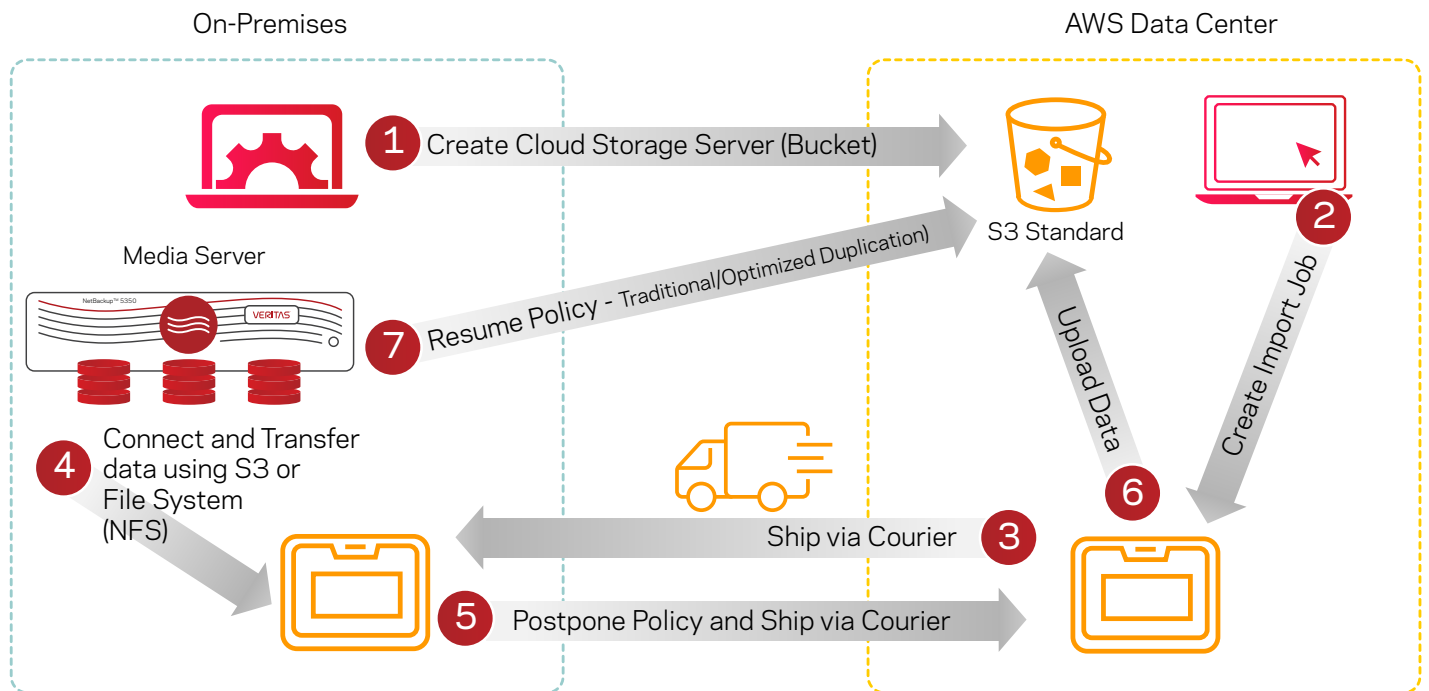 On-Premises
AWS Data Center
1
Create Cloud Storage Server (Bucket)
2
S3 Standard
Media Server
NetBackup™ 5350
VERITAS
7
Resume Policy - Traditional/Optimized Duplication)
Upload Data
Create Import Job
4
Connect and Transfer
data using S3 or
File System
(NFS)
6
Ship via Courier
3
5
Postpone Policy and Ship via Courier